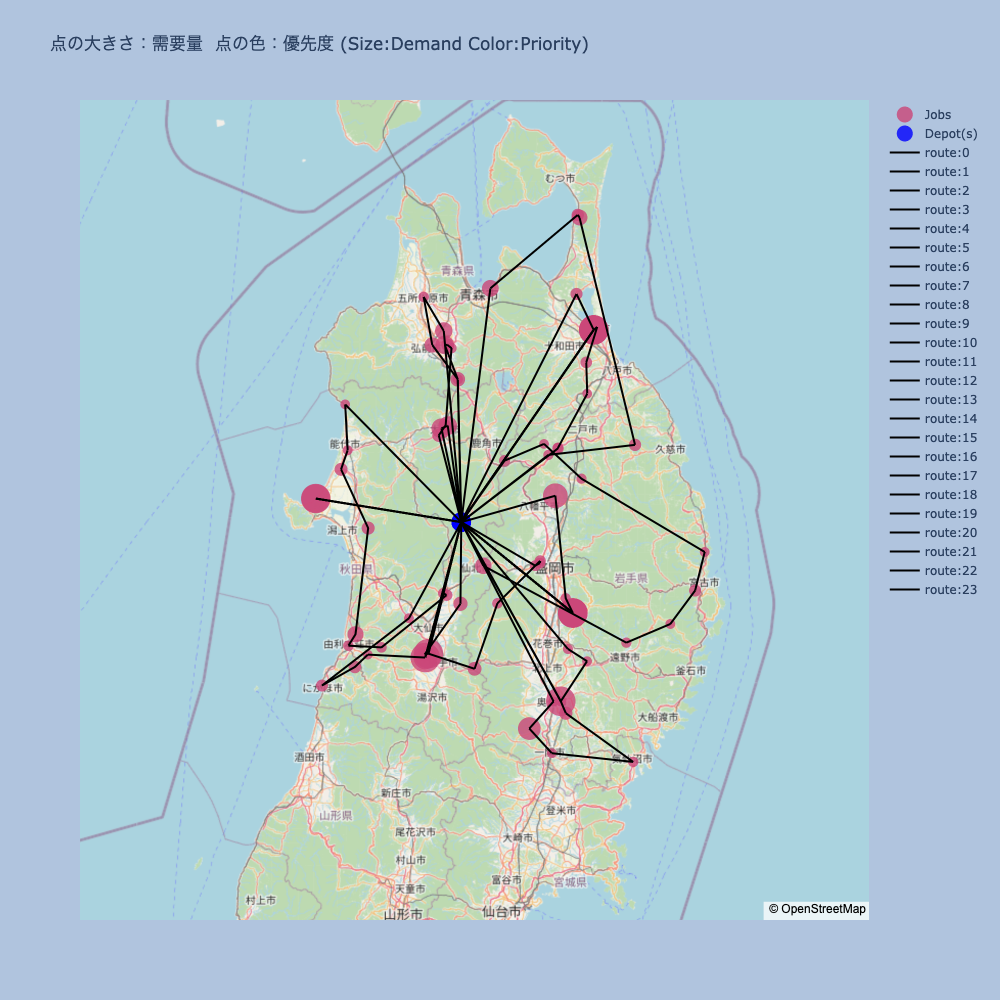 点の大きさ：需要量 点の色：優先度 (Size:Demand Color:Priority)
Jobs
Depot(s)
route:0
route:1
route:2
route:3
route:4
route:5
route:6
route:7
route:8
route:9
route:10
route:11
route:12
route:13
route:14
route:15
route:16
route:17
route:18
route:19
route:20
route:21
route:22
route:23
むつ市
青森県
青森市
五所川原市
弘前
十和田市
八戸市
能代市
鹿角市
二戸市
久慈市
八幡平
潟上市
秋田県
仙北
盛岡市
岩手県
宮古市
大仙市
由利本荘市
花巻市
遠野市
北上市
釜石市
にかほ市
湯沢市
奥
大船渡市
一関市
気仙沼市
酒田市
新庄市
登米市
山形県
尾花沢市
大崎市
村山市
富谷市
宮城県
天童市
村上市
山形市
仙台市
© OpenStreetMap